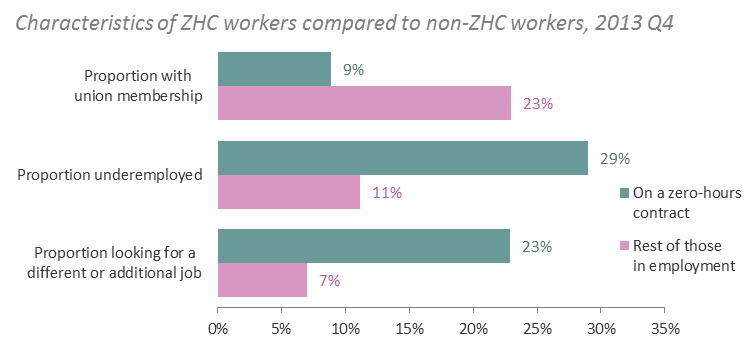 Characteristics of ZHC workers compared to non-ZHC workers, 2013 Q4
Proportion with
union membership
9%
23%
Proportion underemployed
29%
11%
Proportion looking for a
different or additional job
23%
7%
On a zero-hours
contract
Rest of those
in employment
0% 5% 10% 15% 20% 25% 30% 35%